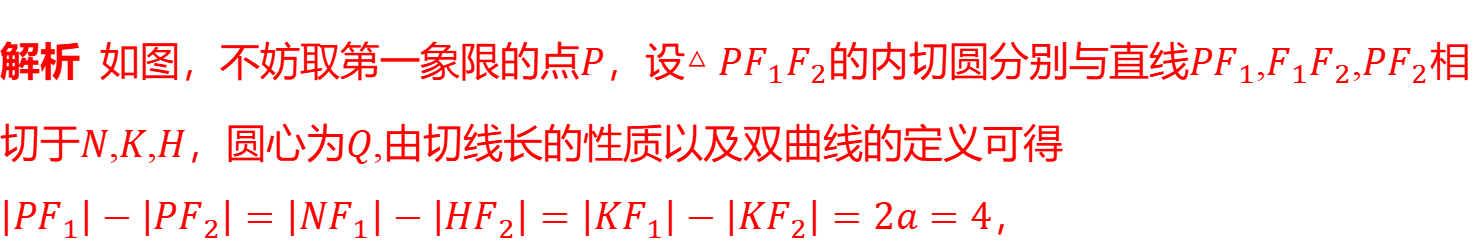 解析 如图，不妨取第一象限的点P，设△ PF₁F₂的内切圆分别与直线PF₁,F₁F₂,PF₂相
切于N,K,H，圆心为Q,由切线长的性质以及双曲线的定义可得
|PF₁| − |PF₂| = |NF₁| − |HF₂| = |KF₁| − |KF₂| = 2a = 4，